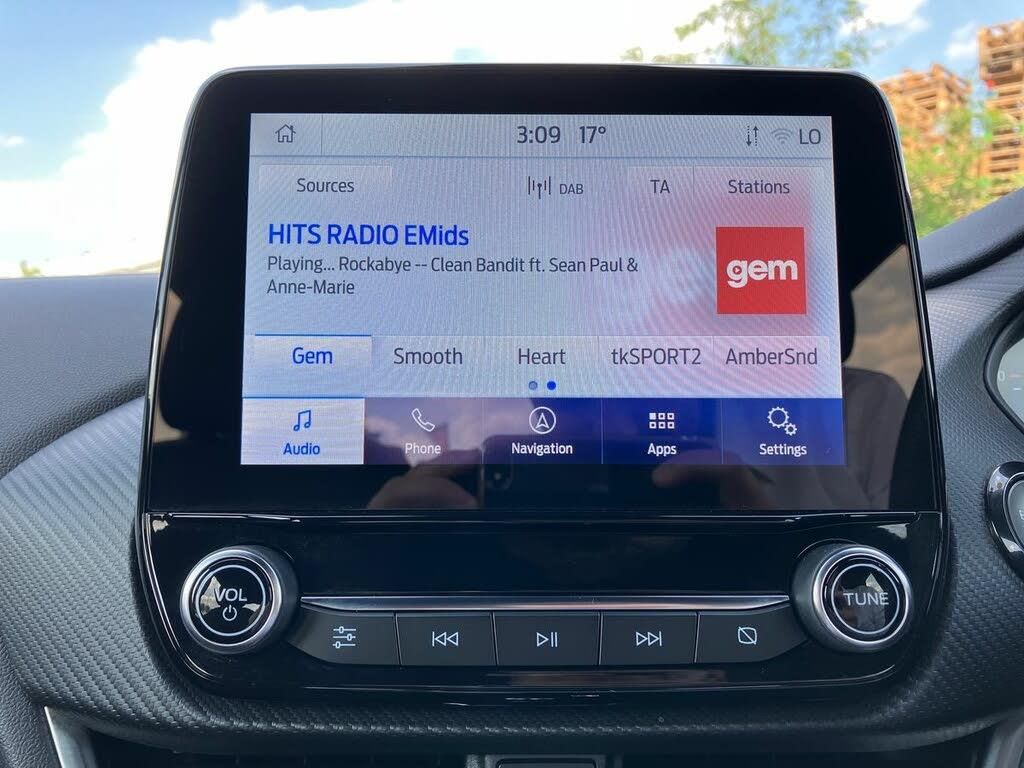 3:09 17° LO
Sources DAB TA Stations
HITS RADIO EMids
Playing... Rockabye -- Clean Bandit ft. Sean Paul &
Anne-Marie
gem
Gem Smooth Heart tkSPORT2 AmberSnd
Audio Phone Navigation Apps Settings
VOL TUNE